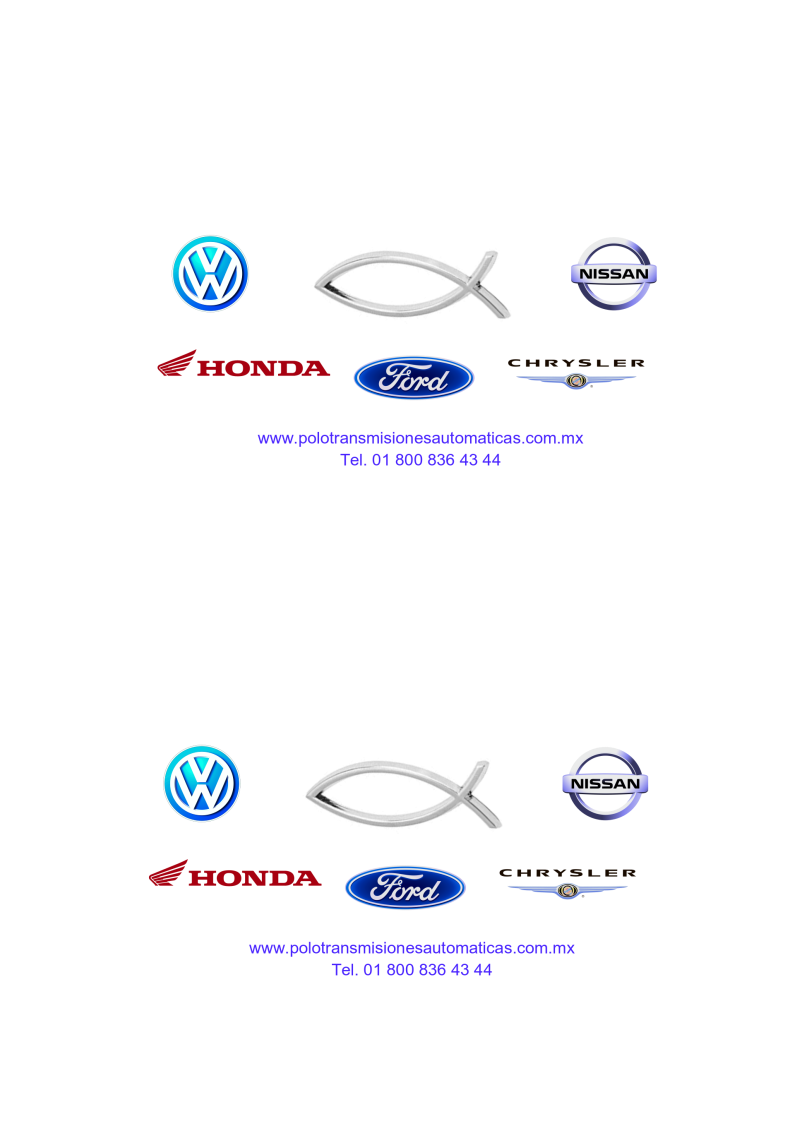 NISSAN
HONDA
Ford
CHRYSLER
www.polotransmisionesautomaticas.com.mx
Tel. 01 800 836 43 44
NISSAN
HONDA
Ford
CHRYSLER
www.polotransmisionesautomaticas.com.mx
Tel. 01 800 836 43 44